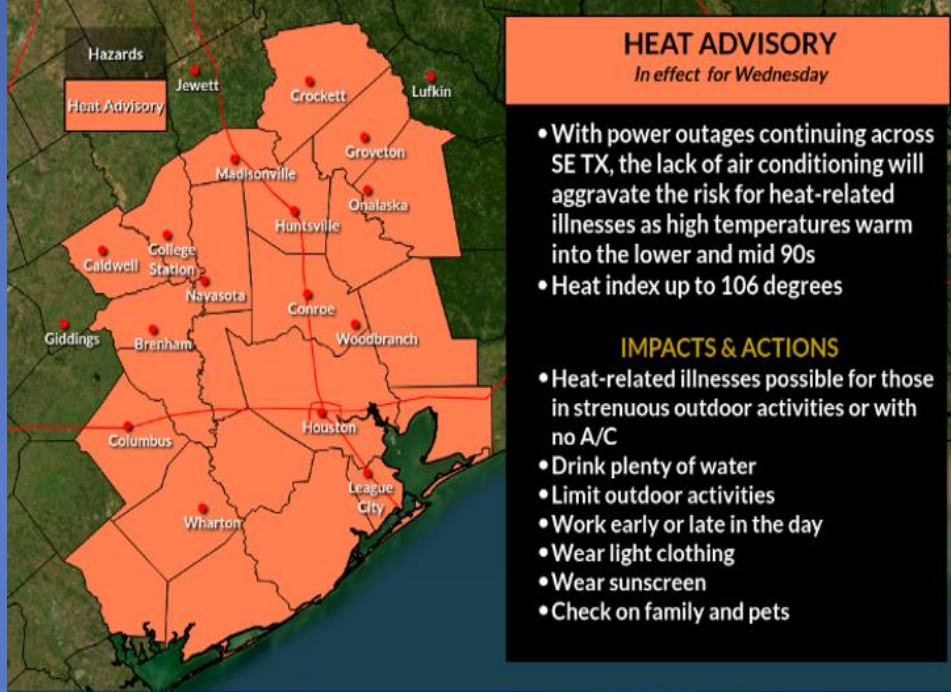 Hazards
Heat Advisory
Jewett
Crockett
Lufkin
Groveton
Madisonville
Onalaska
Huntsville
College
Station
Caldwell
Navasota
Conroe
Giddings
Brenham
Woodbranch
Houston
Columbus
League
City
Wharton
HEAT ADVISORY
In effect for Wednesday
•With power outages continuing across
SE TX, the lack of air conditioning will
aggravate the risk for heat-related
illnesses as high temperatures warm
into the lower and mid 90s
•Heat index up to 106 degrees
IMPACTS & ACTIONS
•Heat-related illnesses possible for those
in strenuous outdoor activities or with
no A/C
•Drink plenty of water
•Limit outdoor activities
•Work early or late in the day
•Wear light clothing
•Wear sunscreen
•Check on family and pets